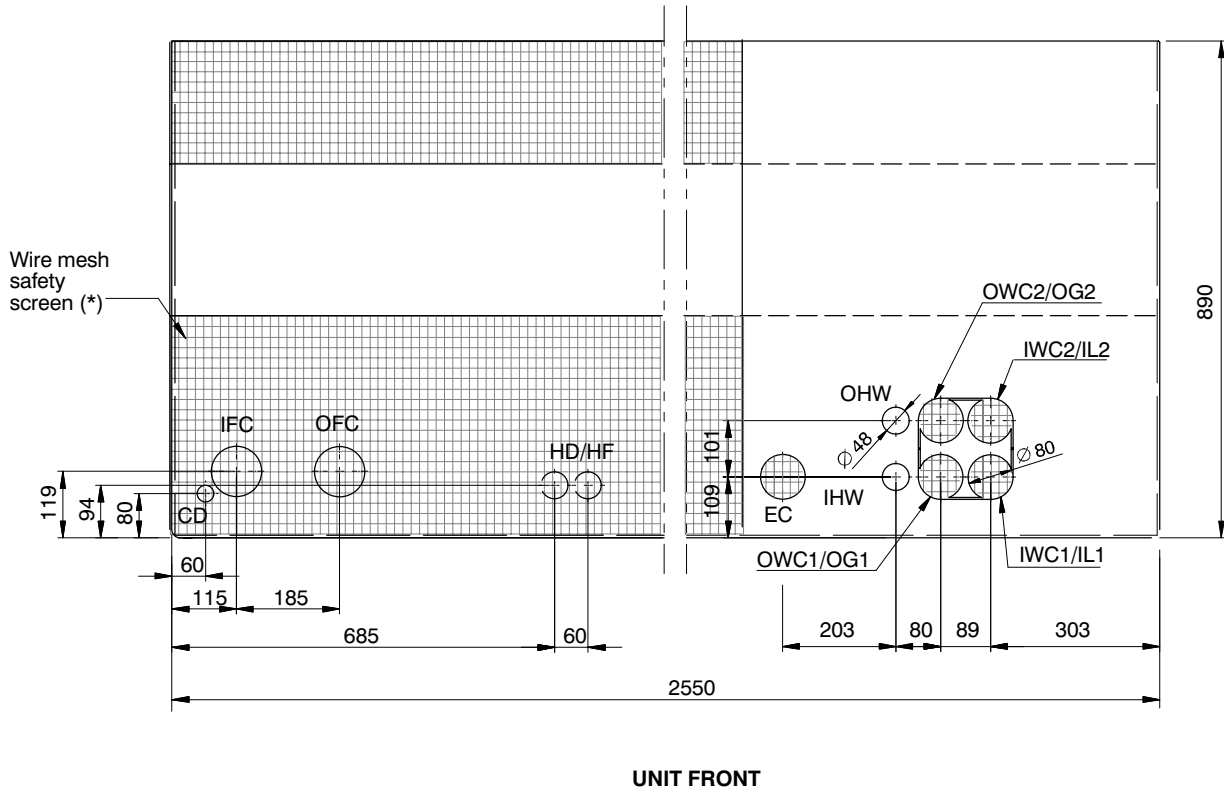 Wire mesh
safety
screen (*)
OWC2/OG2
890
IWC2/IL2
OHW
IFC
OFC
HD/HF
101
Ø 48
Ø 80
119
94
80
CD
109
EC
IHW
60
OWC1/OG1
IWC1/IL1
115
185
203
80
89
303
685
60
2550
UNIT FRONT